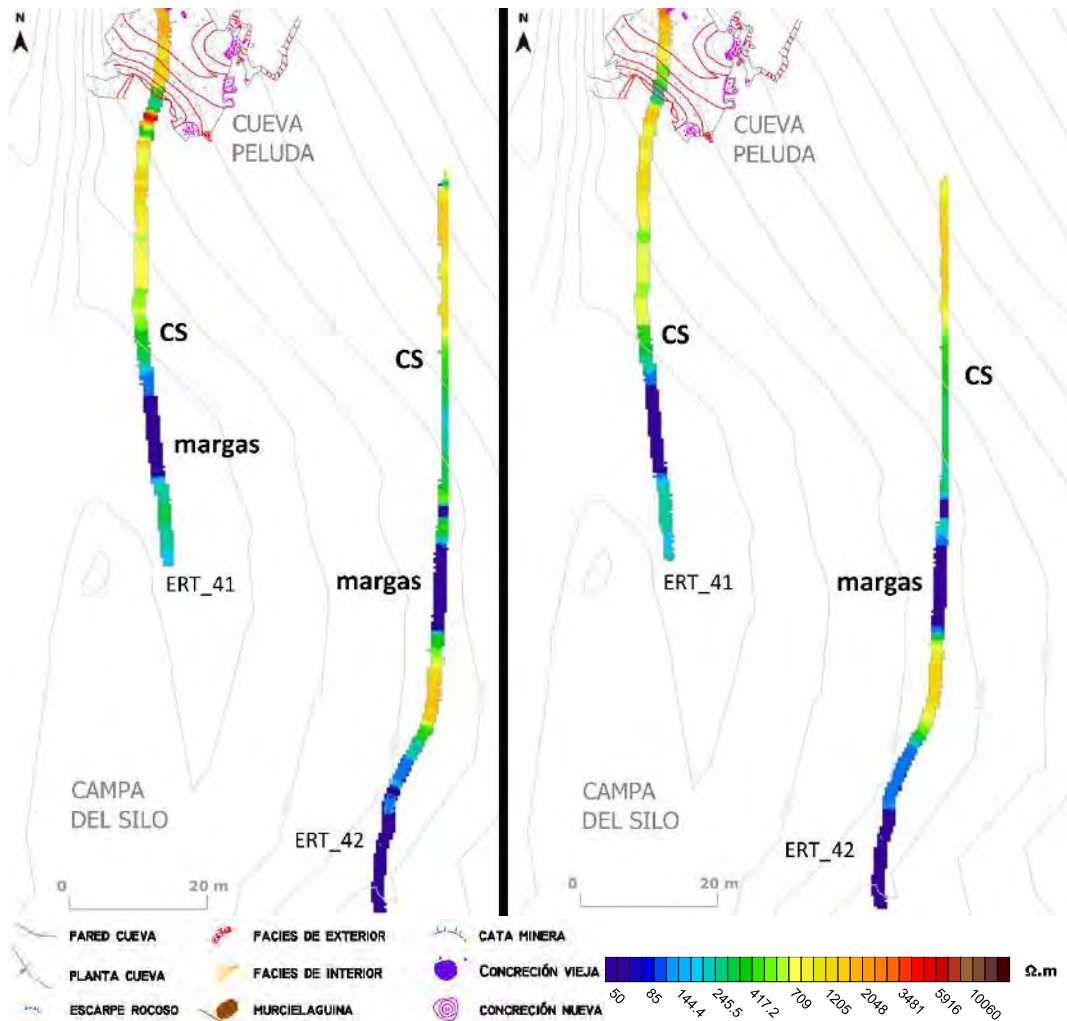 N
CUEVA
PELUDA
CS
CS
margas
ERT_41
margas
CAMPA
DEL SILO
ERT_42
0 20 m
N
CUEVA
PELUDA
CS
CS
margas
ERT_41
margas
CAMPA
DEL SILO
ERT_42
0 20 m
PARED CUEVA
FACIES DE EXTERIOR
CATA MINERA
PLANTA CUEVA
FACIES DE INTERIOR
CONCRECIÓN VIEJA
ESCARPE ROCOSO
MURCIELAGUINA
CONCRECIÓN NUEVA
Ω.m
50 85 144.4 245.5 417.2 709 1205 2048 3481 5916 10060